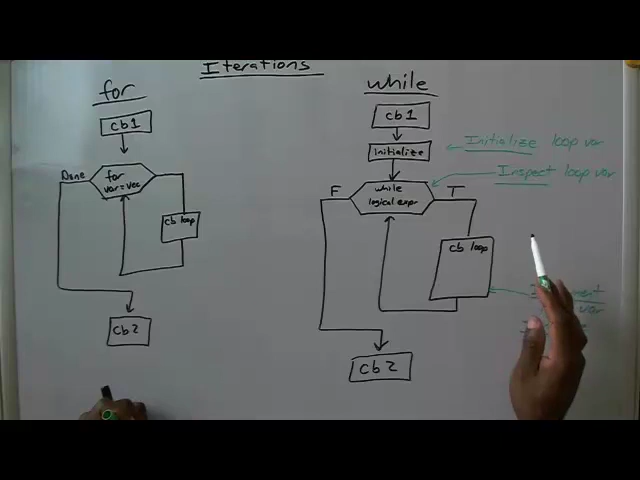 Iterations
for
cb1
Done
for
var = vec
cb loop
cb2
while
cb1
Initialize
F
while
logical expr
T
cb loop
cb2
Initialize loop var
Inspect loop var
var